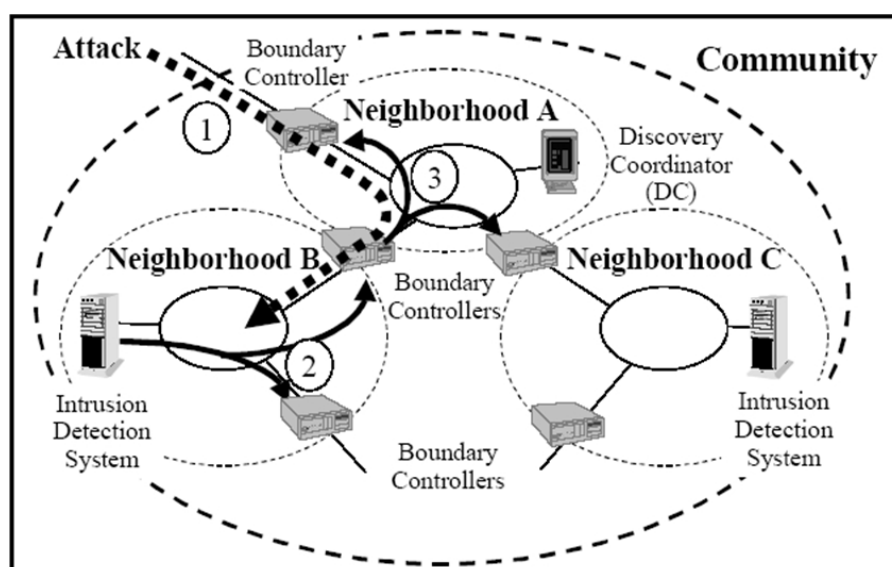 Attack
Boundary
Controller
Community
1
Neighborhood A
Discovery
Coordinator
(DC)
3
Neighborhood B
Boundary
Controllers
Neighborhood C
2
Intrusion
Detection
System
Boundary
Controllers
Intrusion
Detection
System